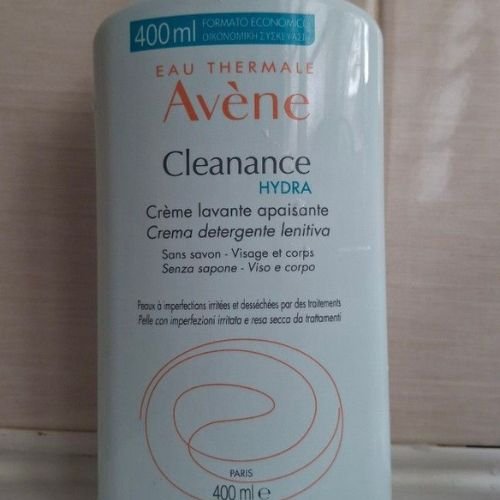 400ml FORMATO ECONOMICO
ΟΙΚΟΝΟΜΙΚΗ ΣΥΣΚΕΥΑΣΙΑ
EAU THERMALE
Avène
Cleanance
HYDRA
Crème lavante apaisante
Crema detergente lenitiva
Sans savon - Visage et corps
Senza sapone - Viso e corpo
Peaux à imperfections irritées et desséchées par des traitements
Pelle con imperfezioni irritata e resa secca da trattamenti
PARIS
400 ml e